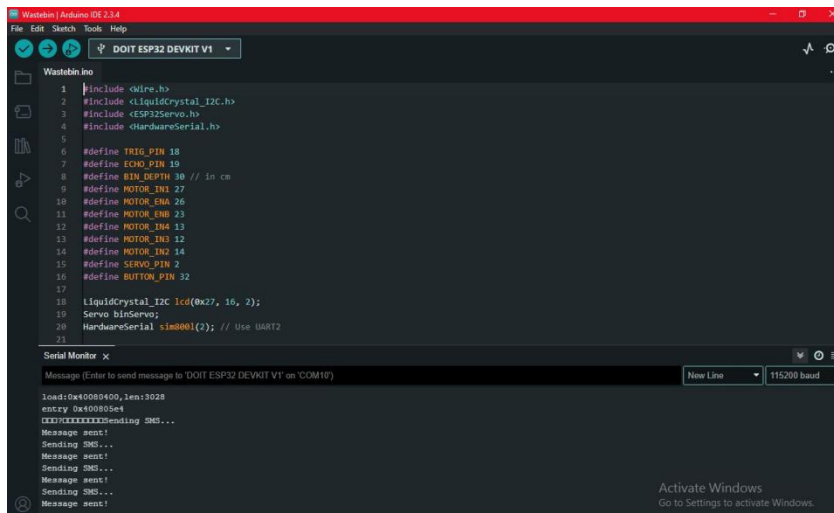 Wastebin | Arduino IDE 2.3.4
File Edit Sketch Tools Help
DOIT ESP32 DEVKIT V1
Wastebin.ino
1 #include <Wire.h>
2 #include <LiquidCrystal_I2C.h>
3 #include <ESP32Servo.h>
4 #include <HardwareSerial.h>
5
6 #define TRIG_PIN 18
7 #define ECHO_PIN 19
8 #define BIN_DEPTH 30 // in cm
9 #define MOTOR_IN1 27
10 #define MOTOR_ENA 26
11 #define MOTOR_ENB 23
12 #define MOTOR_IN4 13
13 #define MOTOR_IN3 12
14 #define MOTOR_IN2 14
15 #define SERVO_PIN 2
16 #define BUTTON_PIN 32
17
18 LiquidCrystal_I2C lcd(0x27, 16, 2);
19 Servo binServo;
20 HardwareSerial sim800l(2); // Use UART2
21
Serial Monitor x
Message (Enter to send message to 'DOIT ESP32 DEVKIT V1' on 'COM10')
New Line
115200 baud
load:0x40080400,len:3028
entry 0x400805e4
□□□?□□□□□□□□Sending SMS...
Message sent!
Sending SMS...
Message sent!
Sending SMS...
Message sent!
Sending SMS...
Message sent!
Activate Windows
Go to Settings to activate Windows.